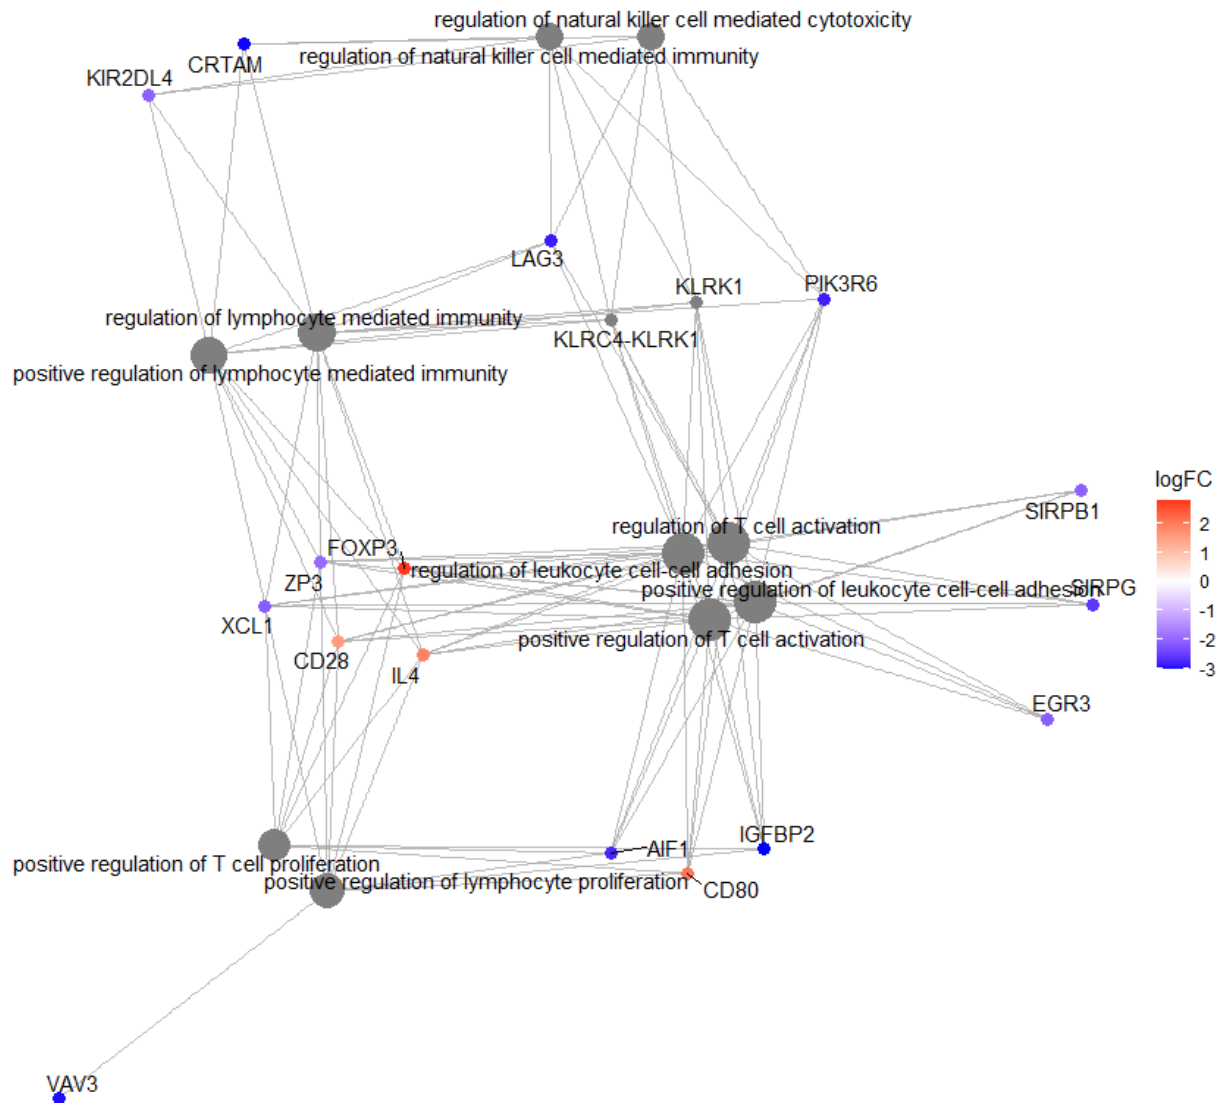 regulation of natural killer cell mediated cytotoxicity
regulation of natural killer cell mediated immunity
CRTAM
KIR2DL4
LAG3
KLRK1
PIK3R6
regulation of lymphocyte mediated immunity
KLRC4-KLRK1
positive regulation of lymphocyte mediated immunity
logFC
2
1
0
-1
-2
-3
SIRPB1
regulation of T cell activation
FOXP3
regulation of leukocyte cell-cell adhesion
ZP3
positive regulation of leukocyte cell-cell adhesion
SIRPG
XCL1
positive regulation of T cell activation
CD28
IL4
EGR3
IGFBP2
AIF1
positive regulation of T cell proliferation
positive regulation of lymphocyte proliferation
CD80
VAV3